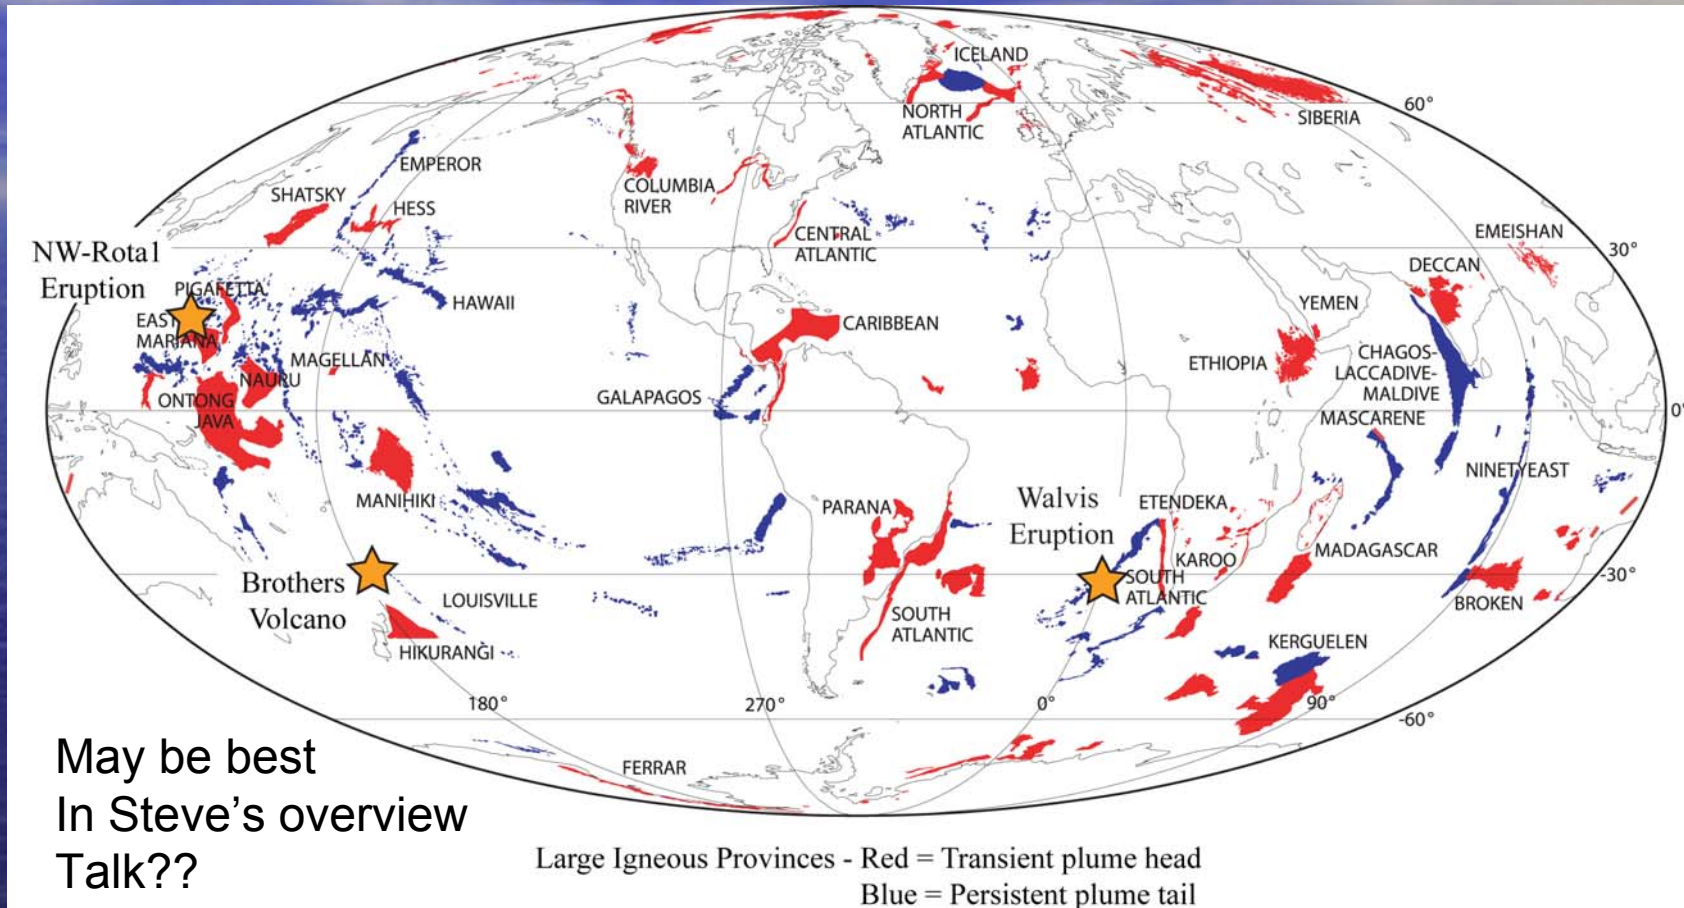 ICELAND
NORTH
ATLANTIC
SIBERIA
60°
EMPEROR
SHATSKY
HESS
COLUMBIA
RIVER
CENTRAL
ATLANTIC
EMEISHAN
30°
DECCAN
NW-Rota1
Eruption
PIGAFETTA
EAST
MARIANA
HAWAII
YEMEN
CARIBBEAN
MAGELLAN
NAURU
ETHIOPIA
CHAGOS-
LACCADIVE-
MALDIVE
GALAPAGOS
ONTONG
JAVA
0°
MASCARENE
MANIHIKI
NINETYEAST
Walvis
Eruption
PARANA
ETENDEKA
KAROO
MADAGASCAR
Brothers
Volcano
LOUISVILLE
SOUTH
ATLANTIC
-30°
BROKEN
SOUTH
ATLANTIC
HIKURANGI
KERGUELEN
180°
270°
0°
90°
-60°
FERRAR
May be best
In Steve’s overview
Talk??
Large Igneous Provinces - Red = Transient plume head
Blue = Persistent plume tail